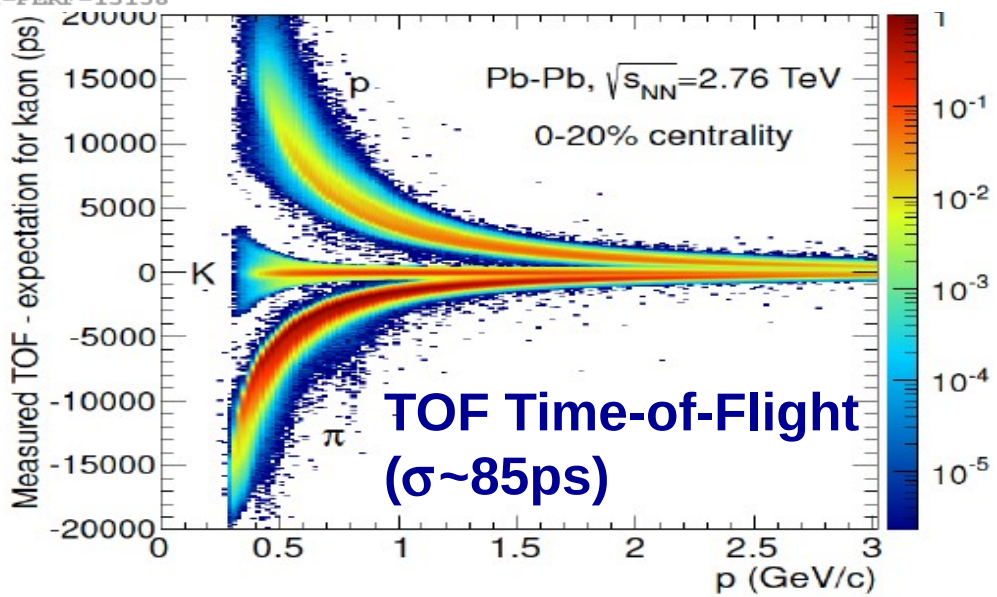 Measured TOF - expectation for kaon (ps)
20000
15000
10000
5000
0
-5000
-10000
-15000
-20000
p
K
π
Pb-Pb, √sNN=2.76 TeV
0-20% centrality
TOF Time-of-Flight
(σ~85ps)
0 0.5 1 1.5 2 2.5 3
p (GeV/c)
1
10-1
10-2
10-3
10-4
10-5